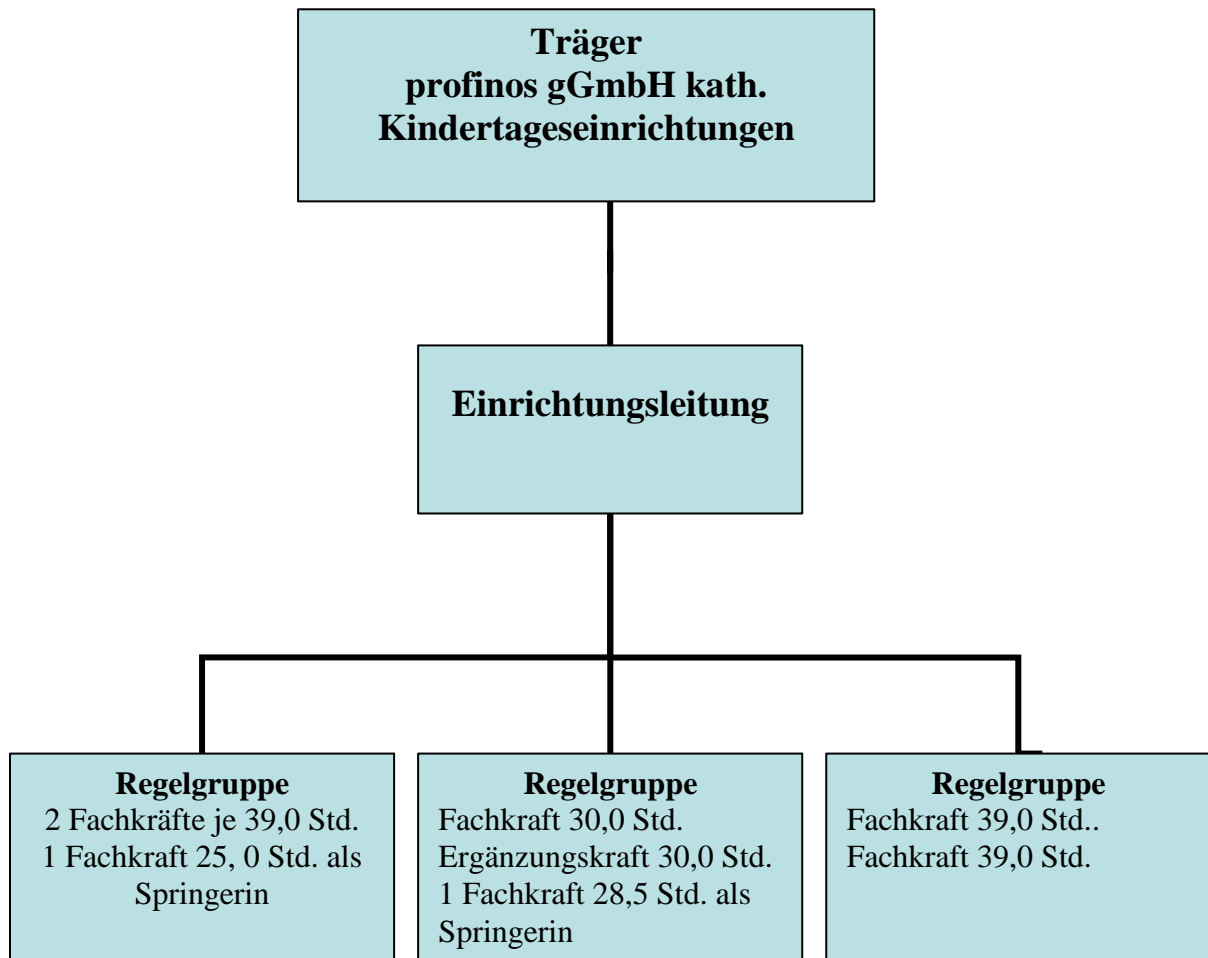 Träger
profinos gGmbH kath.
Kindertageseinrichtungen
Einrichtungsleitung
Regelgruppe
2 Fachkräfte je 39,0 Std.
1 Fachkraft 25, 0 Std. als
Springerin
Regelgruppe
Fachkraft 30,0 Std.
Ergänzungskraft 30,0 Std.
1 Fachkraft 28,5 Std. als
Springerin
Regelgruppe
Fachkraft 39,0 Std..
Fachkraft 39,0 Std.